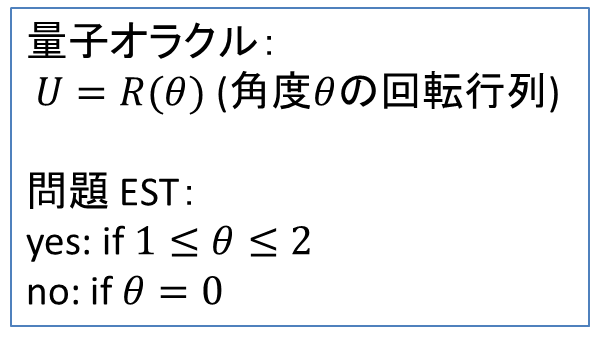 量子オラクル：
U = R(θ) (角度θの回転行列)
問題 EST：
yes: if 1 ≤ θ ≤ 2
no: if θ = 0